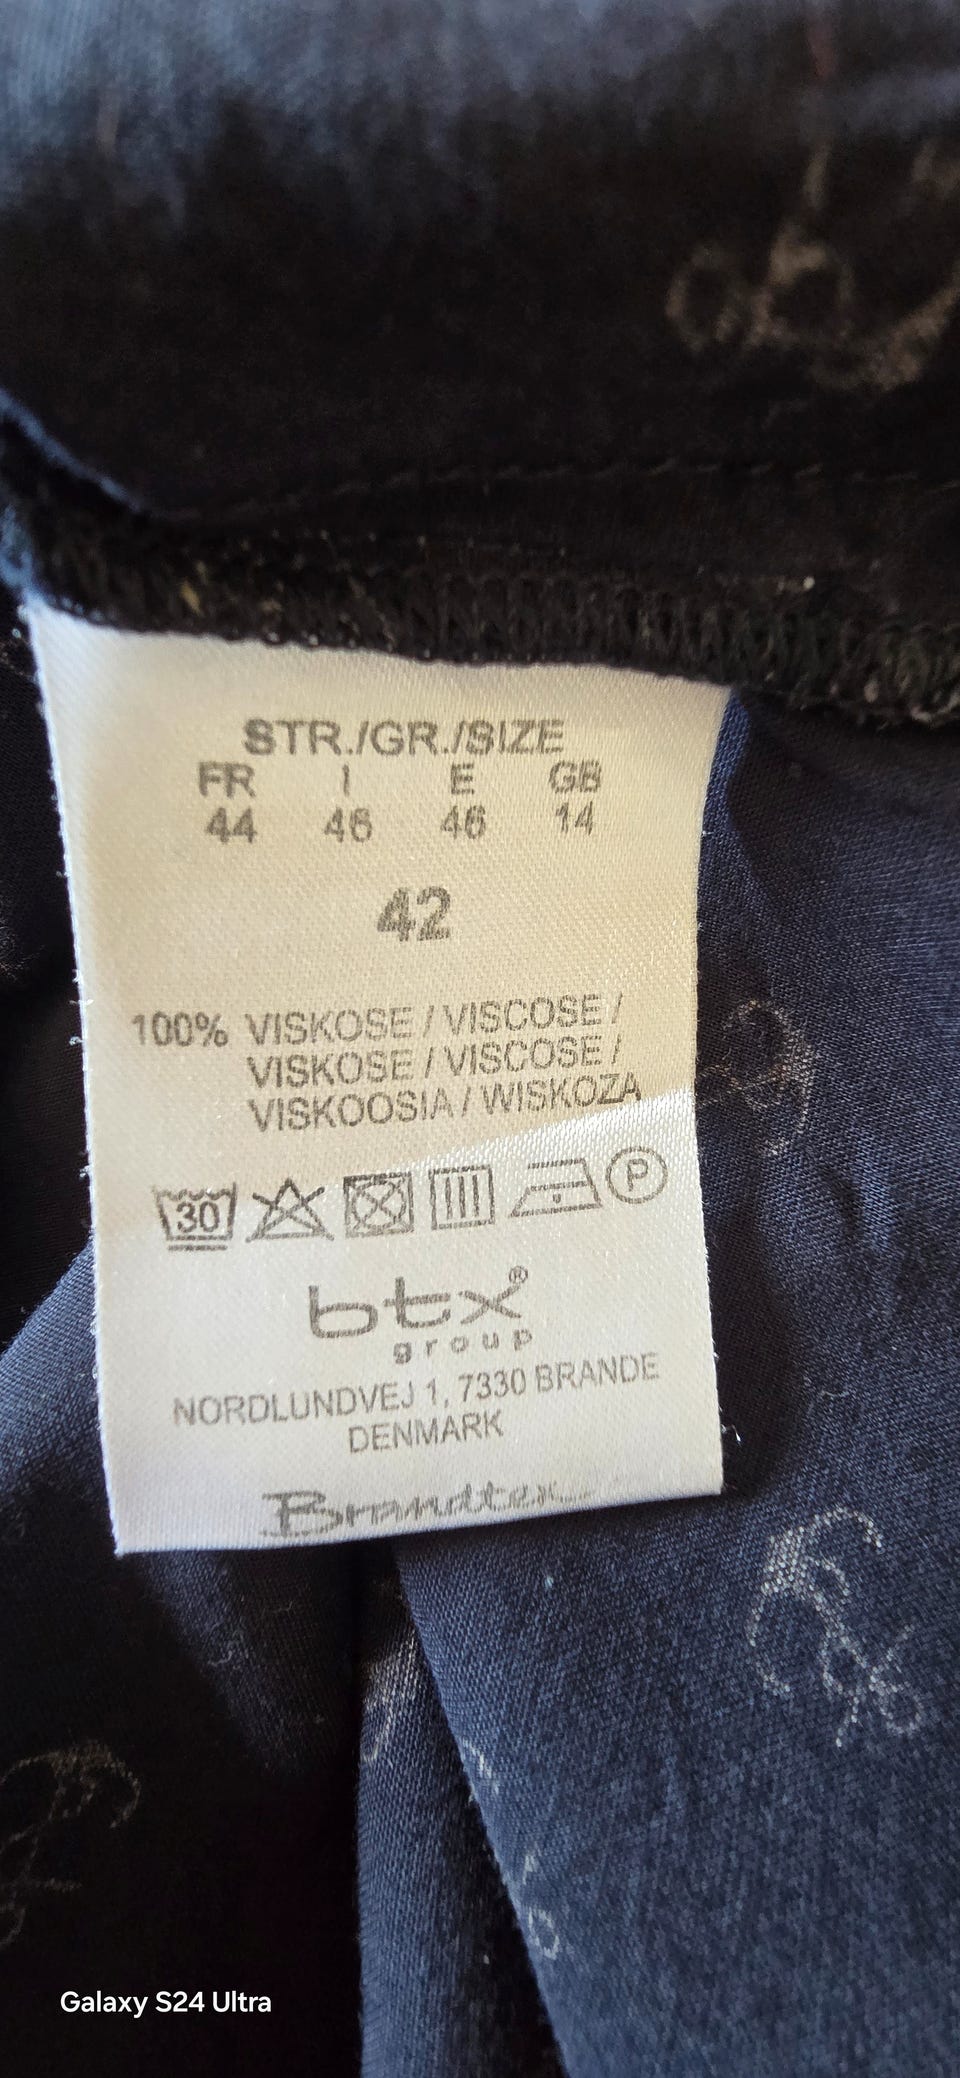 STR./GR./SIZE
FR I E GB
44 46 46 14
42
100% VISKOSE / VISCOSE /
VISKOSE / VISCOSE /
VISKOOSIA / WISKOZA
30 P
btx®
group
NORDLUNDVEJ 1, 7330 BRANDE
DENMARK
Brandtex
Galaxy S24 Ultra